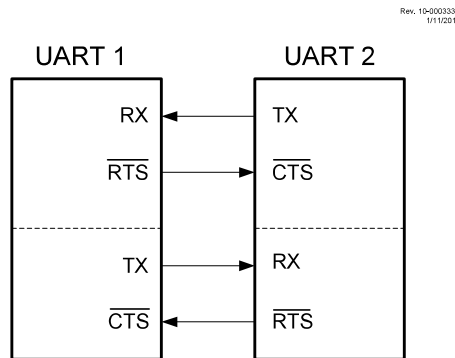 Rev. 10-000333
1/11/201
UART 1 UART 2
RX TX
RTS CTS
TX RX
CTS RTS